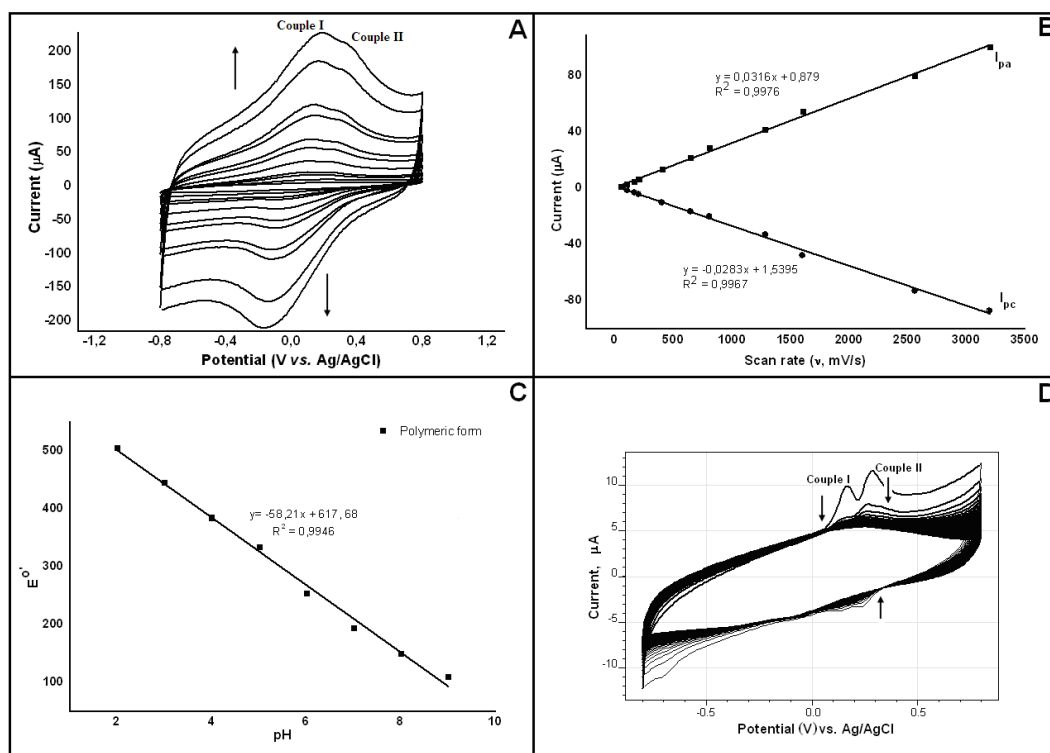 A
Couple I
Couple II
200
150
100
50
0
-50
-100
-150
-200
Current (µA)
-1,2
-0,8
-0,4
0,0
0,4
0,8
1,2
Potential (V vs. Ag/AgCl)
B
Ipa
y = 0,0316x + 0,879
R2 = 0,9976
80
40
0
-40
-80
Current (µA)
y = -0,0283x + 1,5395
R2 = 0,9967
Ipc
0
500
1000
1500
2000
2500
3000
3500
Scan rate (ν, mV/s)
C
Polymeric form
500
400
300
200
100
Eo'
y= -58,21x + 617, 68
R2 = 0,9946
2
4
6
8
10
pH
D
Couple I
Couple II
10
5
0
-5
-10
Current, µA
-0.5
0.0
0.5
Potential (V) vs. Ag/AgCl